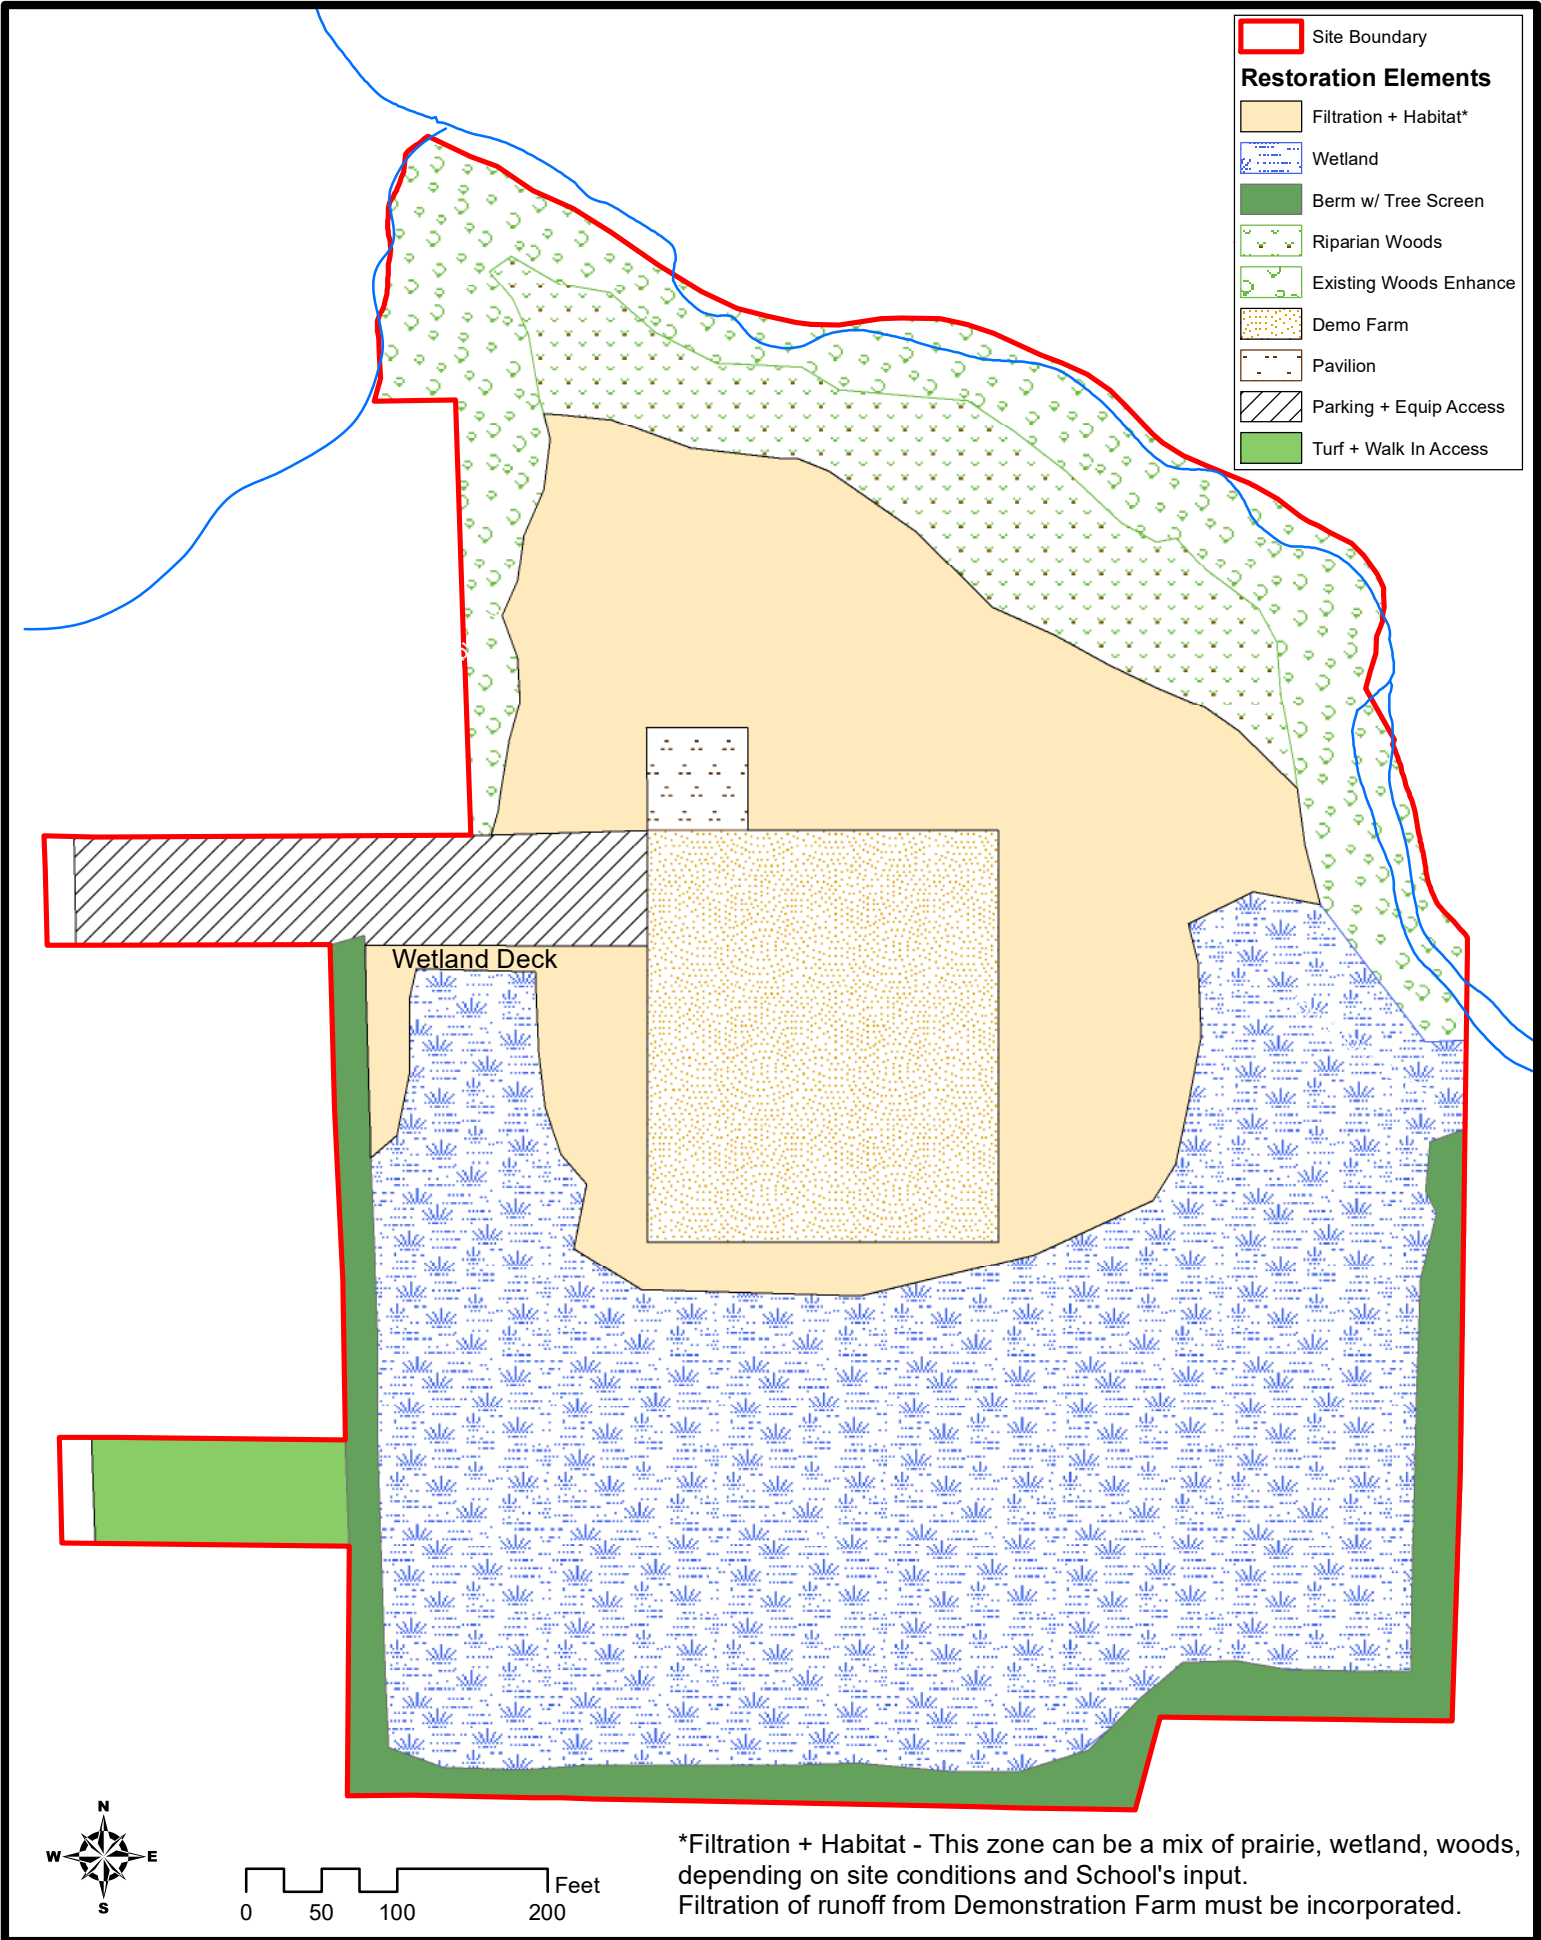 Site Boundary
Restoration Elements
Filtration + Habitat*
Wetland
Berm w/ Tree Screen
Riparian Woods
Existing Woods Enhance
Demo Farm
Pavilion
Parking + Equip Access
Turf + Walk In Access
Wetland Deck
N
W E
S
Feet
0 50 100 200
*Filtration + Habitat - This zone can be a mix of prairie, wetland, woods,
depending on site conditions and School's input.
Filtration of runoff from Demonstration Farm must be incorporated.